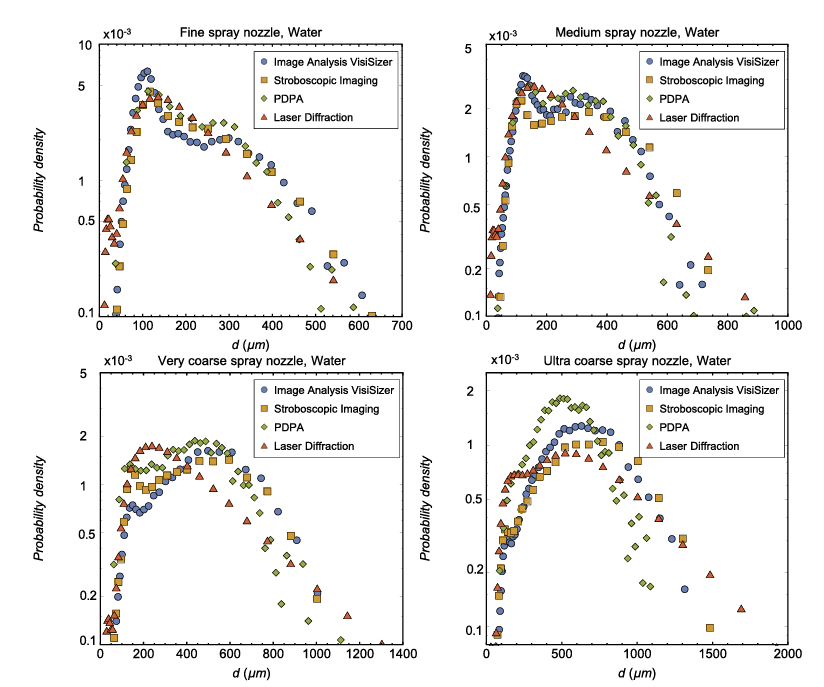 Fine spray nozzle, Water
x10⁻³
10
5
1
0.5
0.1
Probability density
Image Analysis VisiSizer
Stroboscopic Imaging
PDPA
Laser Diffraction
0 100 200 300 400 500 600 700
d (µm)
Medium spray nozzle, Water
x10⁻³
5
2
1
0.5
0.2
0.1
Probability density
Image Analysis VisiSizer
Stroboscopic Imaging
PDPA
Laser Diffraction
0 200 400 600 800 1000
d (µm)
Very coarse spray nozzle, Water
x10⁻³
5
2
1
0.5
0.2
0.1
Probability density
Image Analysis VisiSizer
Stroboscopic Imaging
PDPA
Laser Diffraction
0 200 400 600 800 1000 1200 1400
d (µm)
Ultra coarse spray nozzle, Water
x10⁻³
2
1
0.5
0.2
0.1
Probability density
Image Analysis VisiSizer
Stroboscopic Imaging
PDPA
Laser Diffraction
0 500 1000 1500 2000
d (µm)